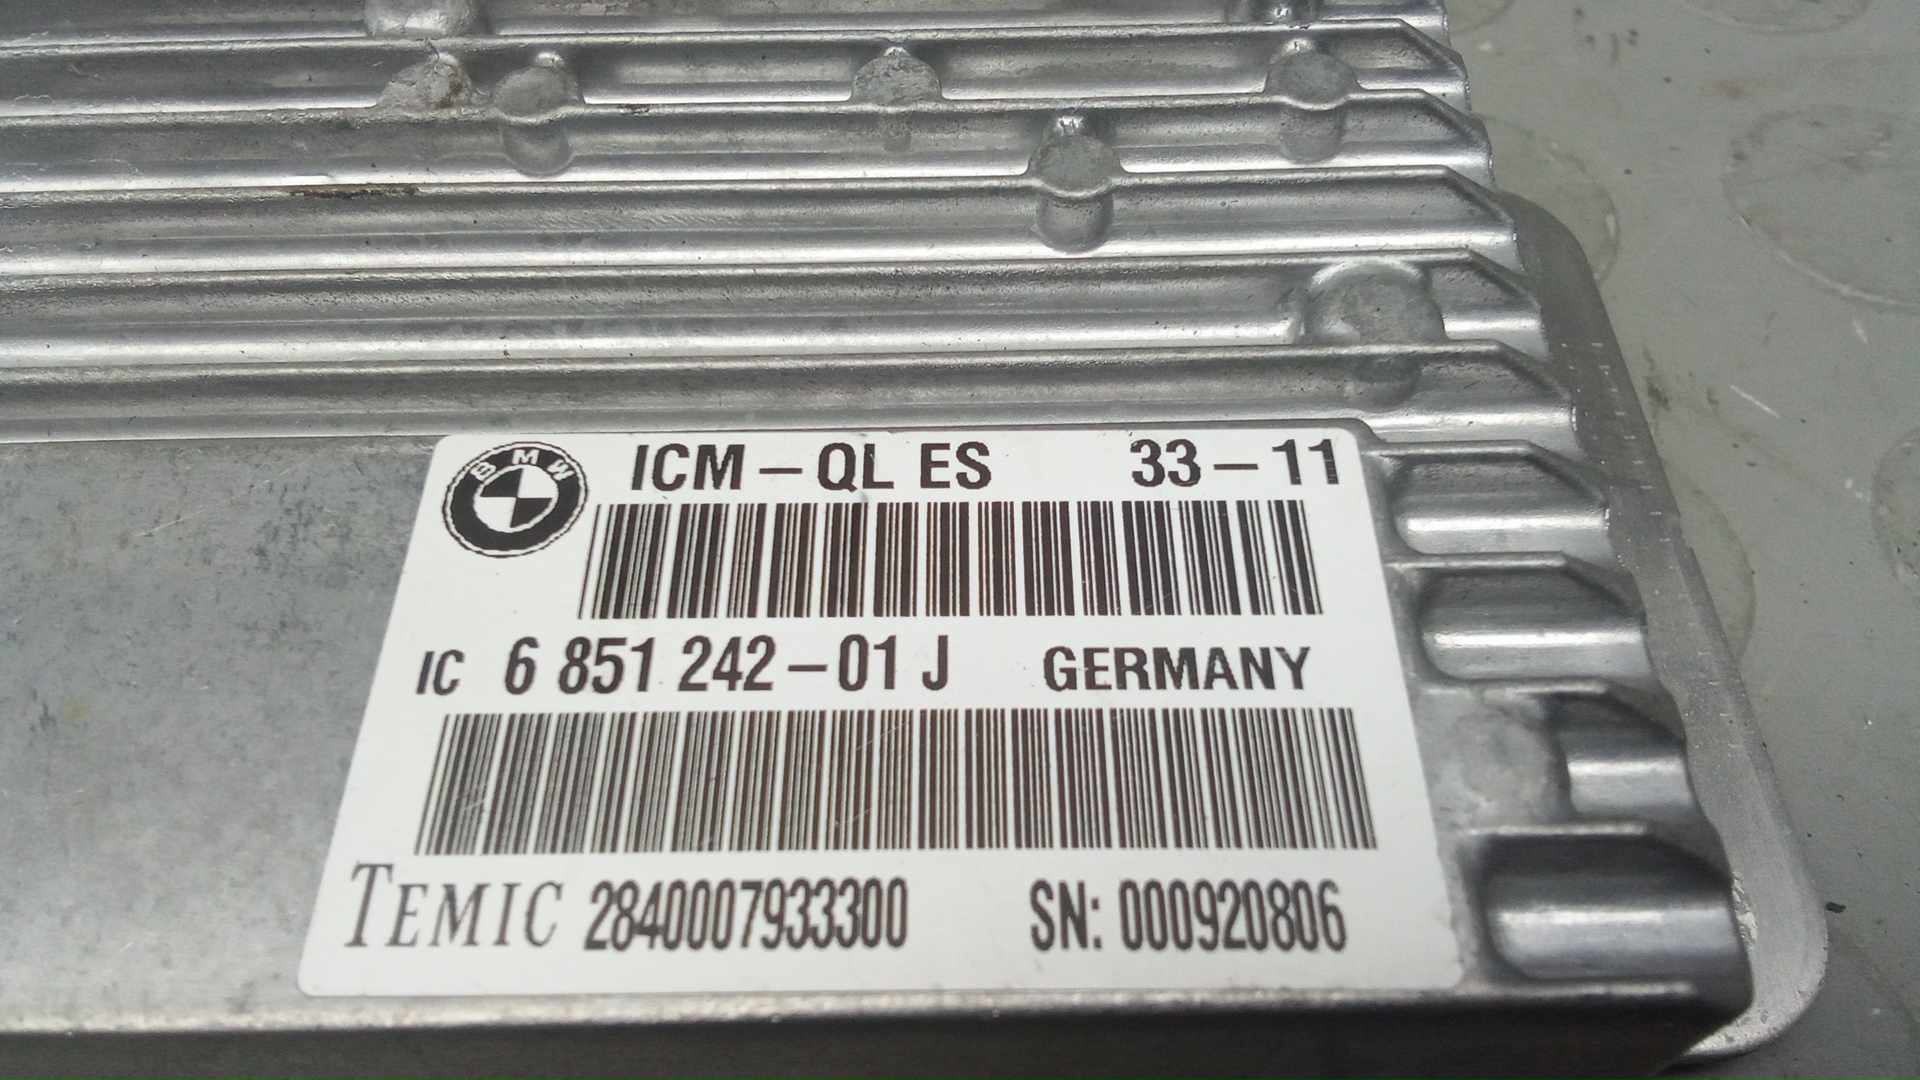 BMW
ICM-QL ES 33-11
IC 6 851 242-01 J GERMANY
TEMIC 2840007933300 SN: 000920806